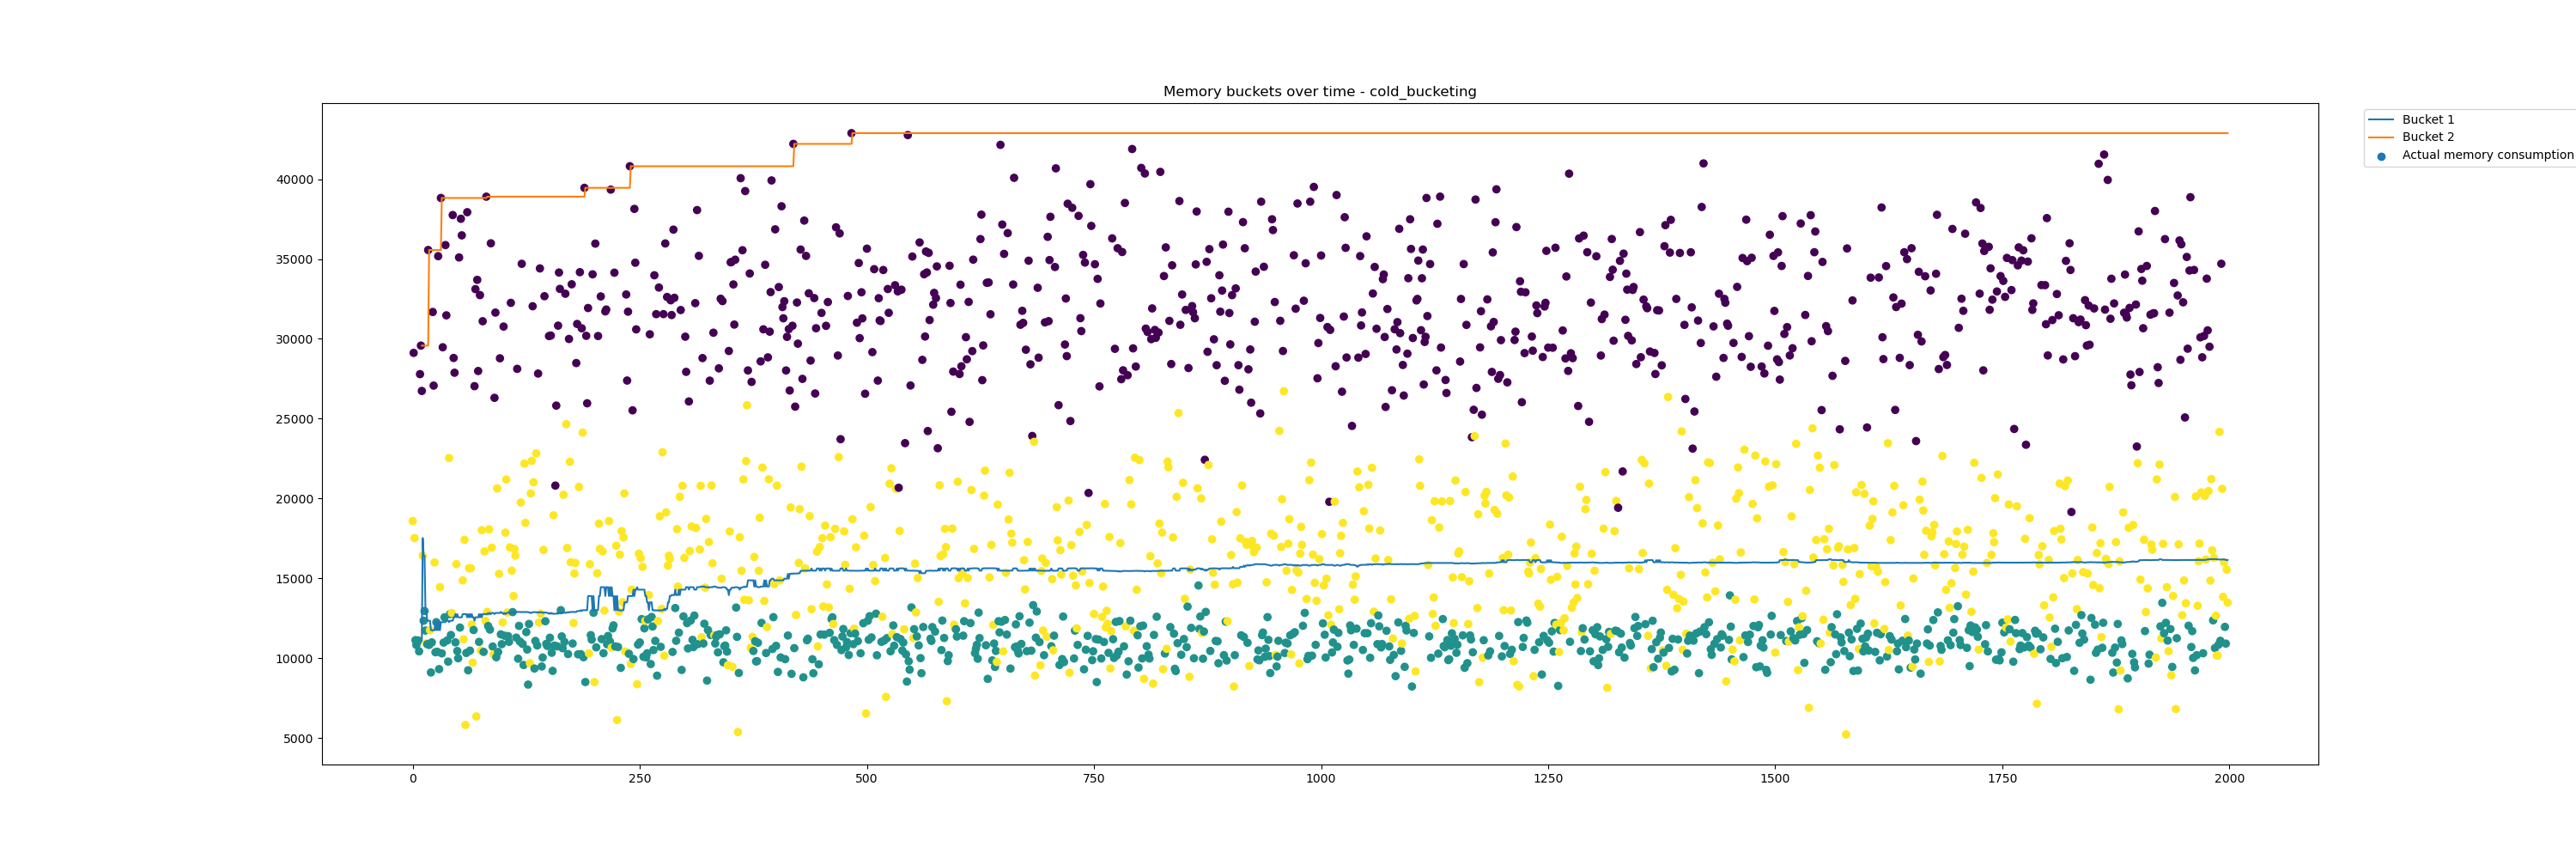 Memory buckets over time - cold_bucketing
Bucket 1
Bucket 2
Actual memory consumption
40000
35000
30000
25000
20000
15000
10000
5000
0 250 500 750 1000 1250 1500 1750 2000